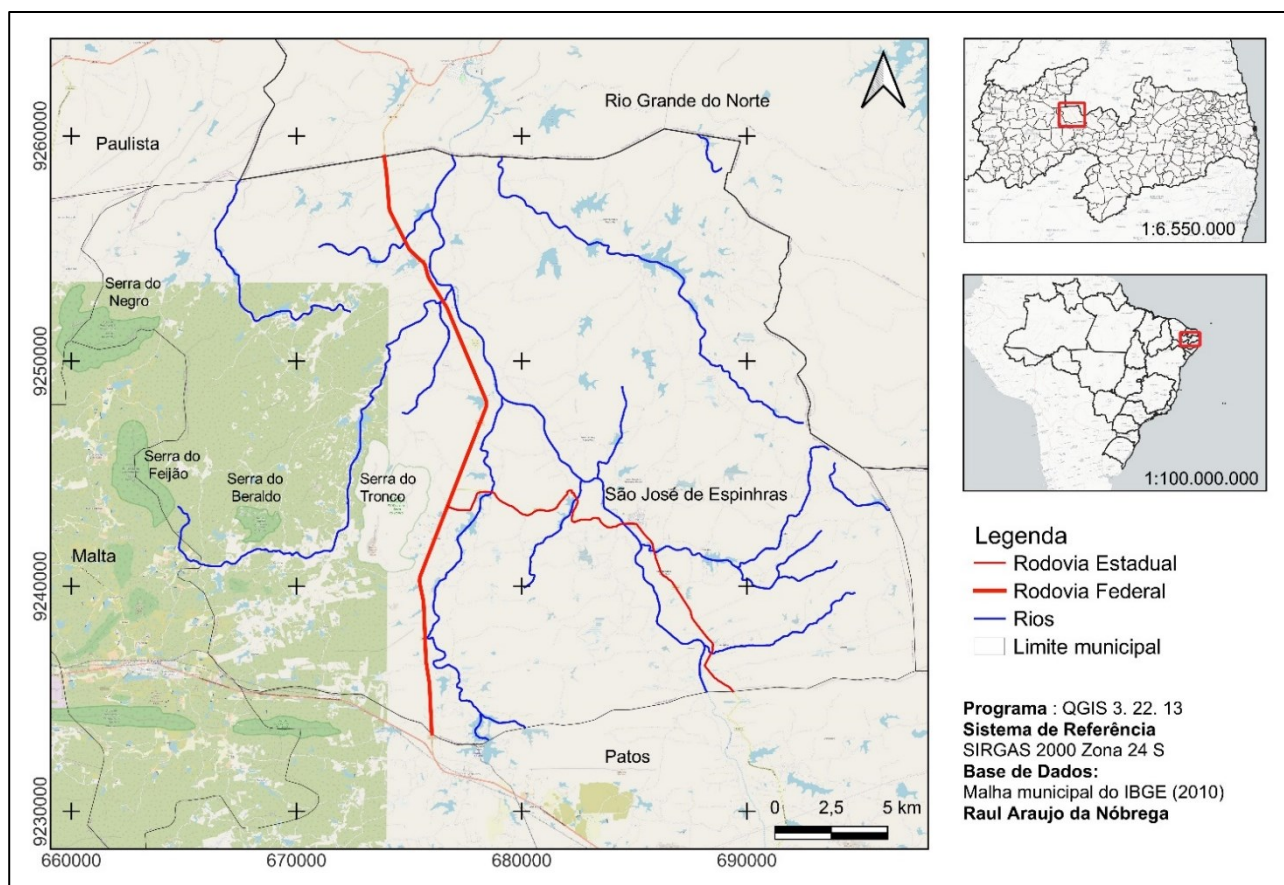 Rio Grande do Norte
Paulista
Serra do
Negro
Serra do
Feijão
Serra do
Beraldo
Serra do
Tronco
São José de Espinhras
Malta
Patos
0 2,5 5 km
9260000
9250000
9240000
9230000
6600000
670000
680000
690000
1:6.550.000
1:100.000.000
Legenda
Rodovia Estadual
Rodovia Federal
Rios
Limite municipal
Programa : QGIS 3. 22. 13
Sistema de Referência
SIRGAS 2000 Zona 24 S
Base de Dados:
Malha municipal do IBGE (2010)
Raul Araujo da Nóbrega